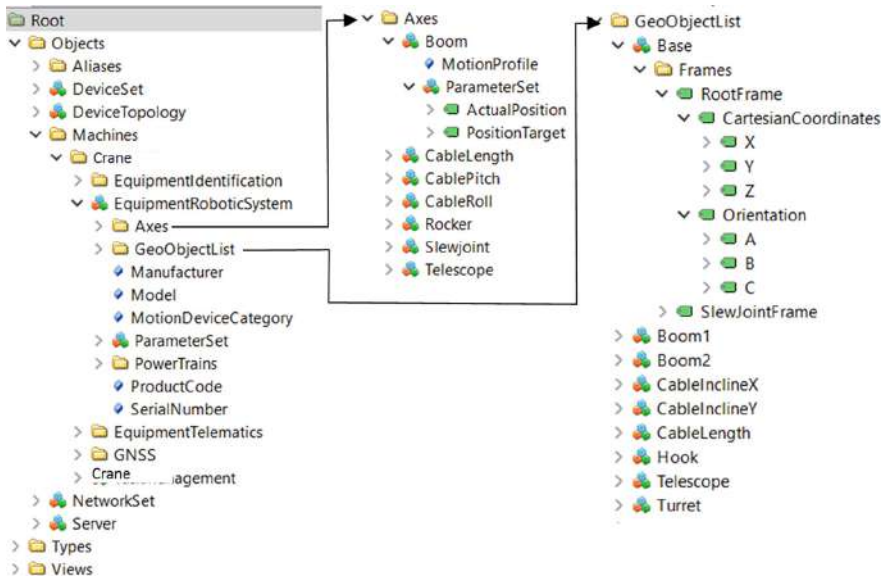 Root
Objects
Aliases
DeviceSet
DeviceTopology
Machines
Crane
EquipmentIdentification
EquipmentRoboticSystem
Axes
GeoObjectList
Manufacturer
Model
MotionDeviceCategory
ParameterSet
PowerTrains
ProductCode
SerialNumber
EquipmentTelematics
GNSS
Crane
NetworkSet
Server
Types
Views
Axes
Boom
MotionProfile
ParameterSet
ActualPosition
PositionTarget
CableLength
CablePitch
CableRoll
Rocker
Slewjoint
Telescope
GeoObjectList
Base
Frames
RootFrame
CartesianCoordinates
X
Y
Z
Orientation
A
B
C
SlewJointFrame
Boom1
Boom2
CableInclineX
CableInclineY
CableLength
Hook
Telescope
Turret